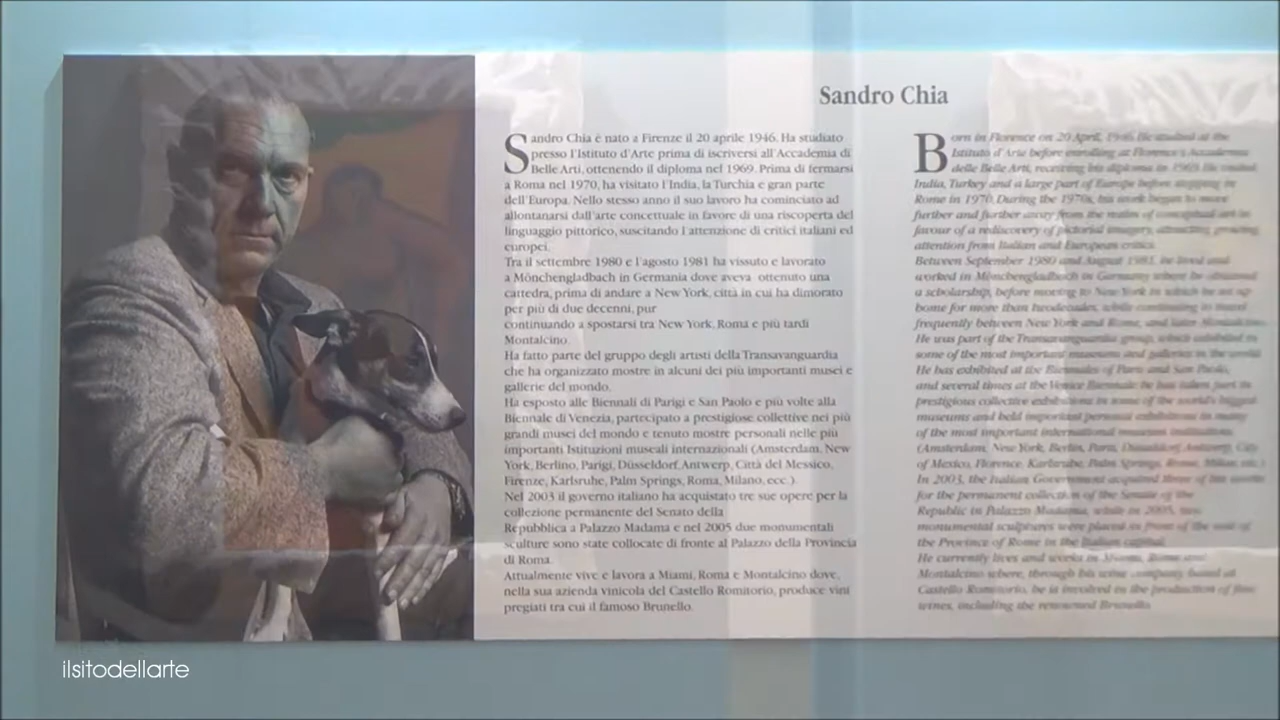 Sandro Chia
Sandro Chia è nato a Firenze il 20 aprile 1946. Ha studiato
presso l'Istituto d'Arte prima di iscriversi all'Accademia di
Belle Arti, ottenendo il diploma nel 1969. Prima di fermarsi
a Roma nel 1970, ha visitato l'India, la Turchia e gran parte
dell'Europa. Nello stesso anno il suo lavoro ha cominciato ad
allontanarsi dall'arte concettuale in favore di una riscoperta del
linguaggio pittorico, suscitando l'attenzione di critici italiani ed
europei.
Tra il settembre 1980 e l'agosto 1981 ha vissuto e lavorato
a Mönchengladbach in Germania dove aveva ottenuto una
cattedra, prima di andare a New York, città in cui ha dimorato
per più di due decenni, pur
continuando a spostarsi tra New York, Roma e più tardi
Montalcino.
Ha fatto parte del gruppo degli artisti della Transavanguardia
che ha organizzato mostre in alcuni dei più importanti musei e
gallerie del mondo.
Ha esposto alle Biennali di Parigi e San Paolo e più volte alla
Biennale di Venezia, partecipato a prestigiose collettive nei più
grandi musei del mondo e tenuto mostre personali nelle più
importanti Istituzioni museali internazionali (Amsterdam, New
York, Berlino, Parigi, Düsseldorf, Antwerp, Città del Messico,
Firenze, Karlsruhe, Palm Springs, Roma, Milano, ecc.)
Nel 2003 il governo italiano ha acquistato tre sue opere per la
collezione permanente del Senato della
Repubblica a Palazzo Madama e nel 2005 due monumentali
sculture sono state collocate di fronte al Palazzo della Provincia
di Roma.
Attualmente vive e lavora a Miami, Roma e Montalcino dove,
nella sua azienda vinicola del Castello Romitorio, produce vini
pregiati tra cui il famoso Brunello.
Born in Florence on 20 April, 1946. He studied at the
Istituto d'Arte before enrolling at Florence's Accademia
delle Belle Arti, receiving his diploma in 1969. He visited
India, Turkey and a large part of Europe before stopping in
Rome in 1970. During the 1970s, his work began to move
further and further away from the realm of conceptual art in
favour of a rediscovery of pictorial imagery, attracting growing
attention from Italian and European critics.
Between September 1980 and August 1981, he lived and
worked in Mönchengladbach in Germany where he obtained
a scholarship, before moving to New York in which he set up
home for more than twodecades, while continuing to travel
frequently between New York and Rome, and later Montalcino.
He was part of the Transavanguardia group, which exhibited in
some of the most important museums and galleries in the world
He has exhibited at the Biennales of Paris and San Paolo,
and several times at the Venice Biennale; he has taken part in
prestigious collective exhibitions in some of the world's biggest
museums and held important personal exhibitions in many
of the most important international museum institutions
(Amsterdam, New York, Berlin, Paris, Düsseldorf, Antwerp, City
of Mexico, Florence, Karlsruhe, Palm Springs, Rome, Milan, etc.)
In 2003, the Italian Government acquired three of his works
for the permanent collection of the Senate of the
Republic in Palazzo Madama, while in 2005, two
monumental sculptures were placed in front of the seat of
the Province of Rome in the Italian capital.
He currently lives and works in Miami, Rome and
Montalcino where, through his wine company based at
Castello Romitorio, he is involved in the production of fine
wines, including the renowned Brunello.
ilsitodellarte